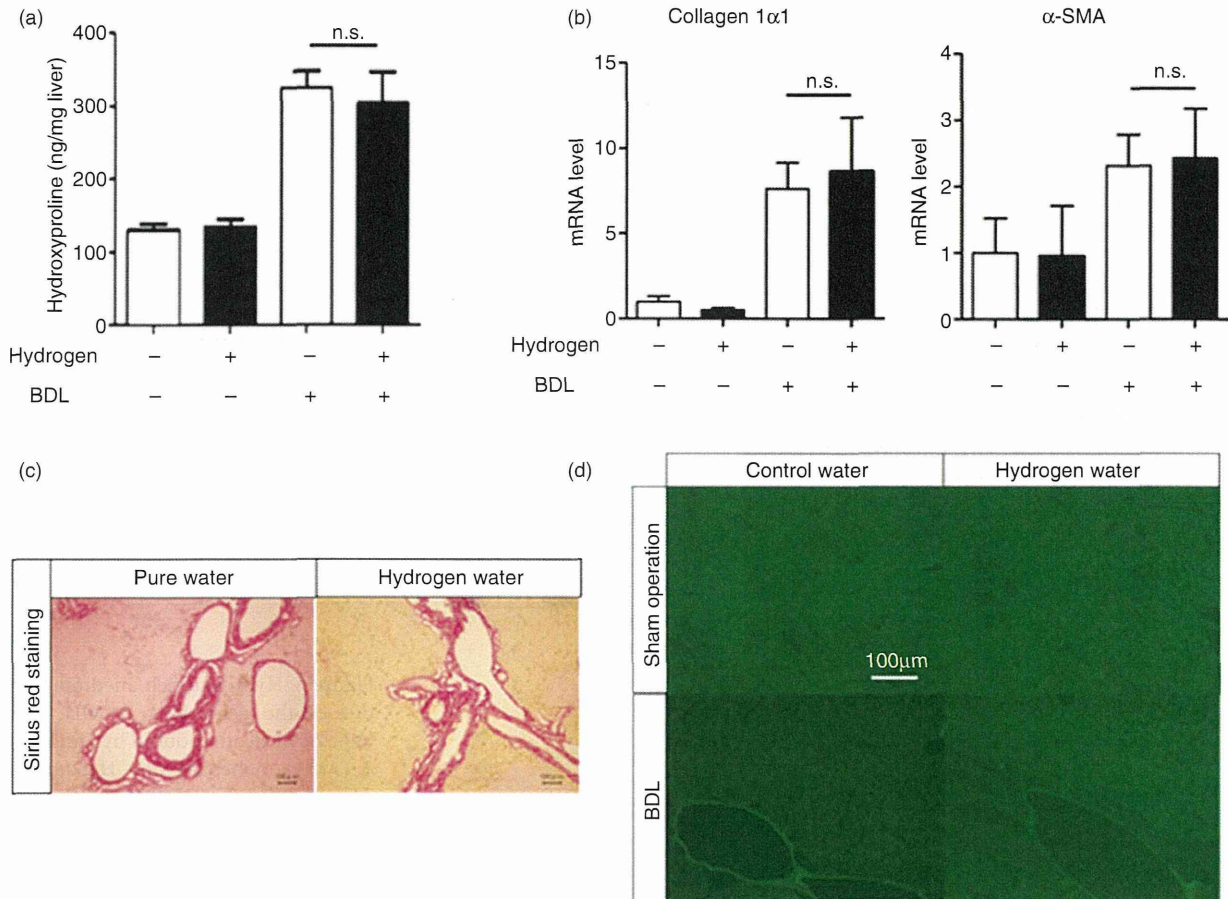 (a)
n.s.
Hydroxyproline (ng/mg liver)
400
300
200
100
0
Hydrogen – + – +
BDL – – + +
(b)
Collagen 1α1
n.s.
mRNA level
15
10
5
0
α-SMA
n.s.
mRNA level
4
3
2
1
0
Hydrogen – + – + – + – +
BDL – – + + – – + +
(c)
Pure water Hydrogen water
Sirius red staining
(d)
Control water Hydrogen water
Sham operation
100μm
BDL